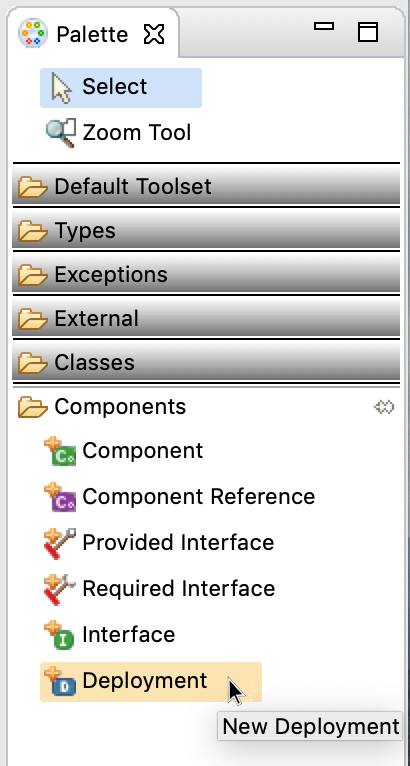 Palette
Select
Zoom Tool
Default Toolset
Types
Exceptions
External
Classes
Components
Component
Component Reference
Provided Interface
Required Interface
Interface
Deployment
New Deployment